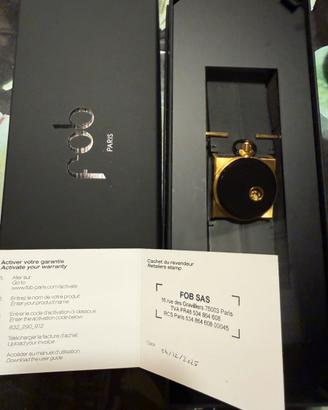 fob
PARIS
Activer votre garantie
Activate your warranty
Aller sur:
Go to
www.fob-paris.com/activate
Entrez le nom de votre produit
Enter your product name
Entrer le code d'activation ci-dessous
Enter the activation code below:
832_290_912
Télécharger la facture d'achat
Upload your invoice
Accéder au manuel d'utilisation
Download the user guide
Cachet du revendeur
Retailers stamp
FOB SAS
16 rue des Gravilliers 75003 Paris
TVA FR48 534 864 608
RCS Paris 534 864 608 00045
Date